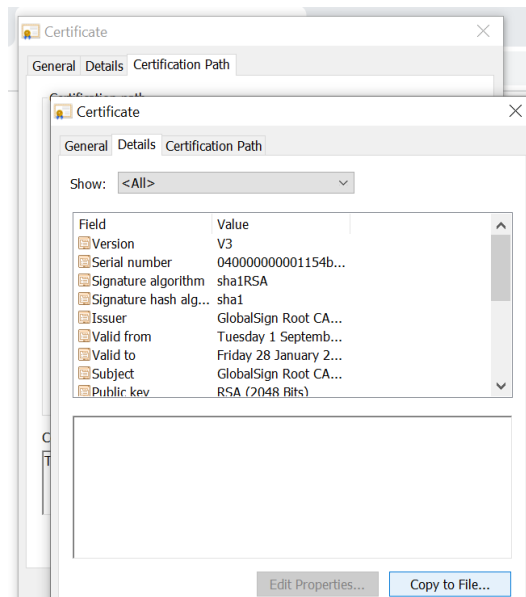 Certificate
General Details Certification Path
Certificate
General Details Certification Path
Show: <All>
Field Value
Version V3
Serial number 040000000001154b...
Signature algorithm sha1RSA
Signature hash alg... sha1
Issuer GlobalSign Root CA...
Valid from Tuesday 1 Septemb...
Valid to Friday 28 January 2...
Subject GlobalSign Root CA...
Public key RSA (2048 Bits)
Edit Properties... Copy to File...